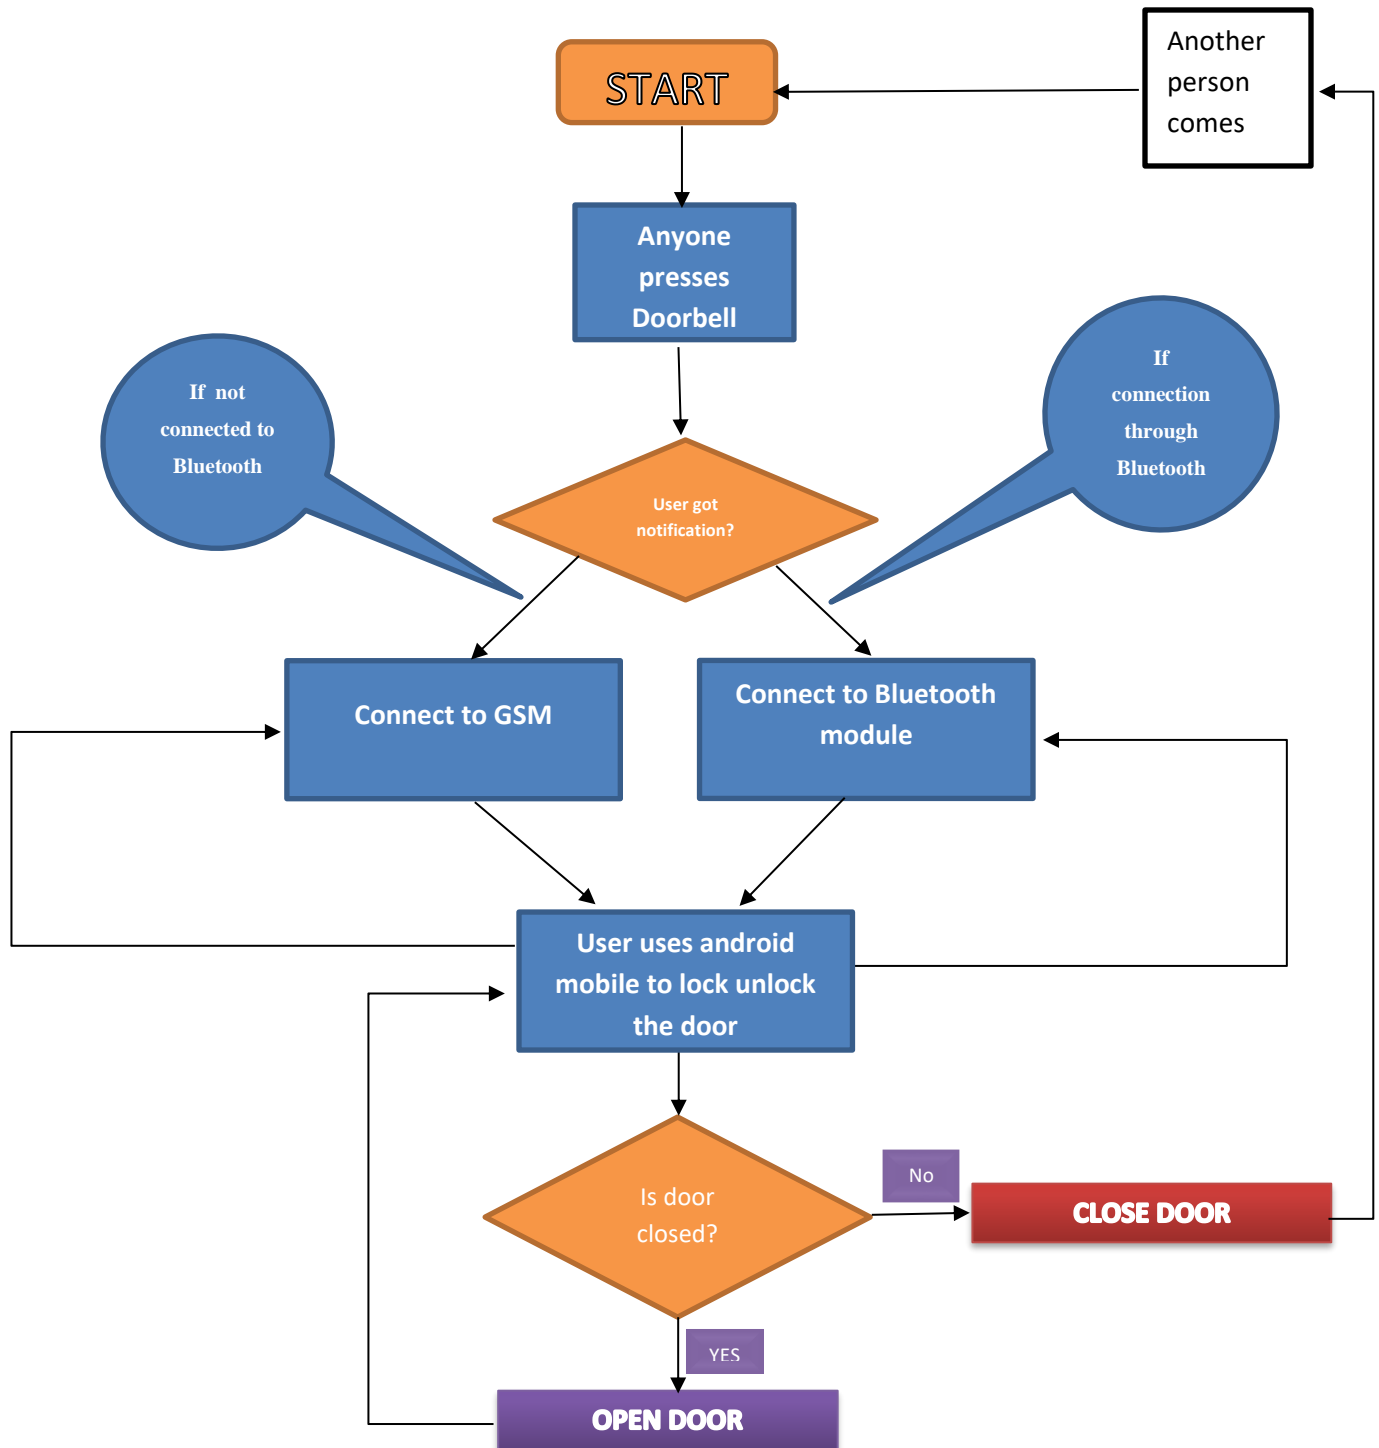 START
Another
person
comes
Anyone
presses
Doorbell
If not
connected to
Bluetooth
If
connection
through
Bluetooth
User got
notification?
Connect to GSM
Connect to Bluetooth
module
User uses android
mobile to lock unlock
the door
Is door
closed?
No
CLOSE DOOR
YES
OPEN DOOR